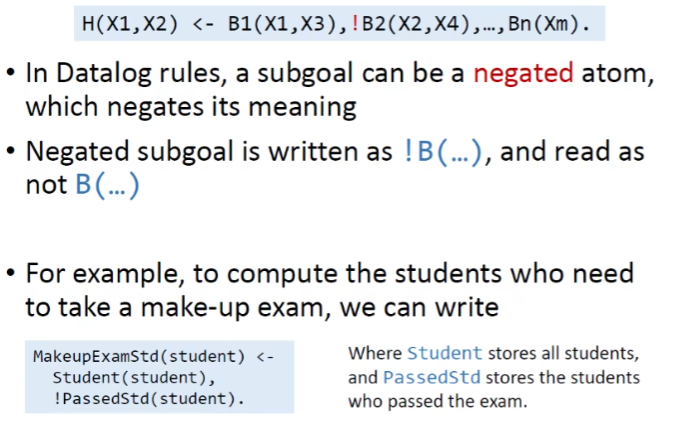 H(X1,X2) <- B1(X1,X3),!B2(X2,X4),…,Bn(Xm).
• In Datalog rules, a subgoal can be a negated atom,
which negates its meaning
• Negated subgoal is written as !B(…), and read as
not B(…)
• For example, to compute the students who need
to take a make-up exam, we can write
MakeupExamStd(student) <-
Student(student),
!PassedStd(student).
Where Student stores all students,
and PassedStd stores the students
who passed the exam.